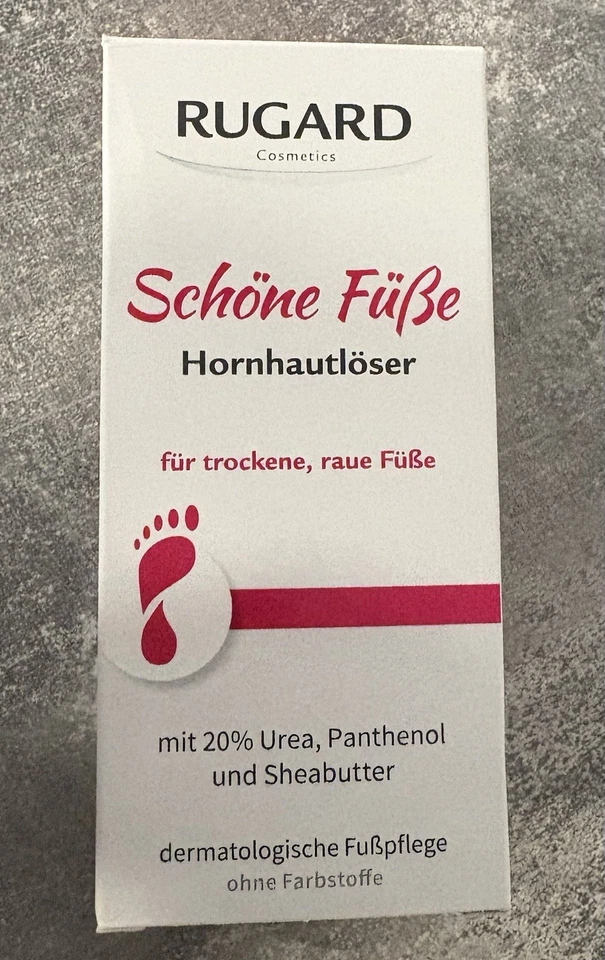 RUGARD
Cosmetics
Schöne Füße
Hornhautlöser
für trockene, raue Füße
mit 20% Urea, Panthenol
und Sheabutter
dermatologische Fußpflege
ohne Farbstoffe